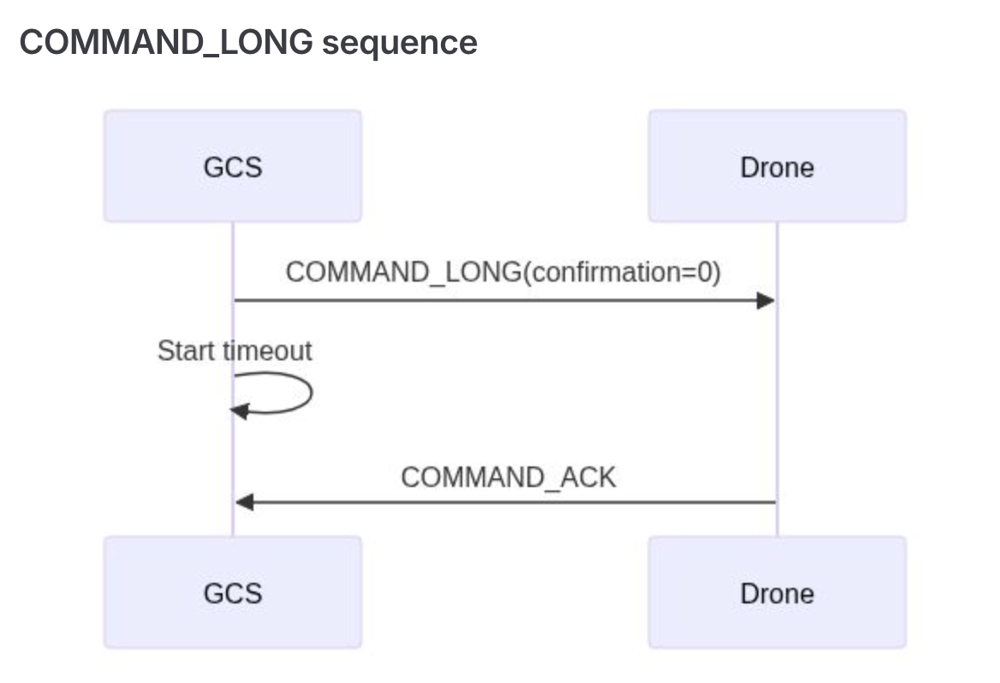 COMMAND_LONG sequence
GCS
Drone
COMMAND_LONG(confirmation=0)
Start timeout
COMMAND_ACK
GCS
Drone